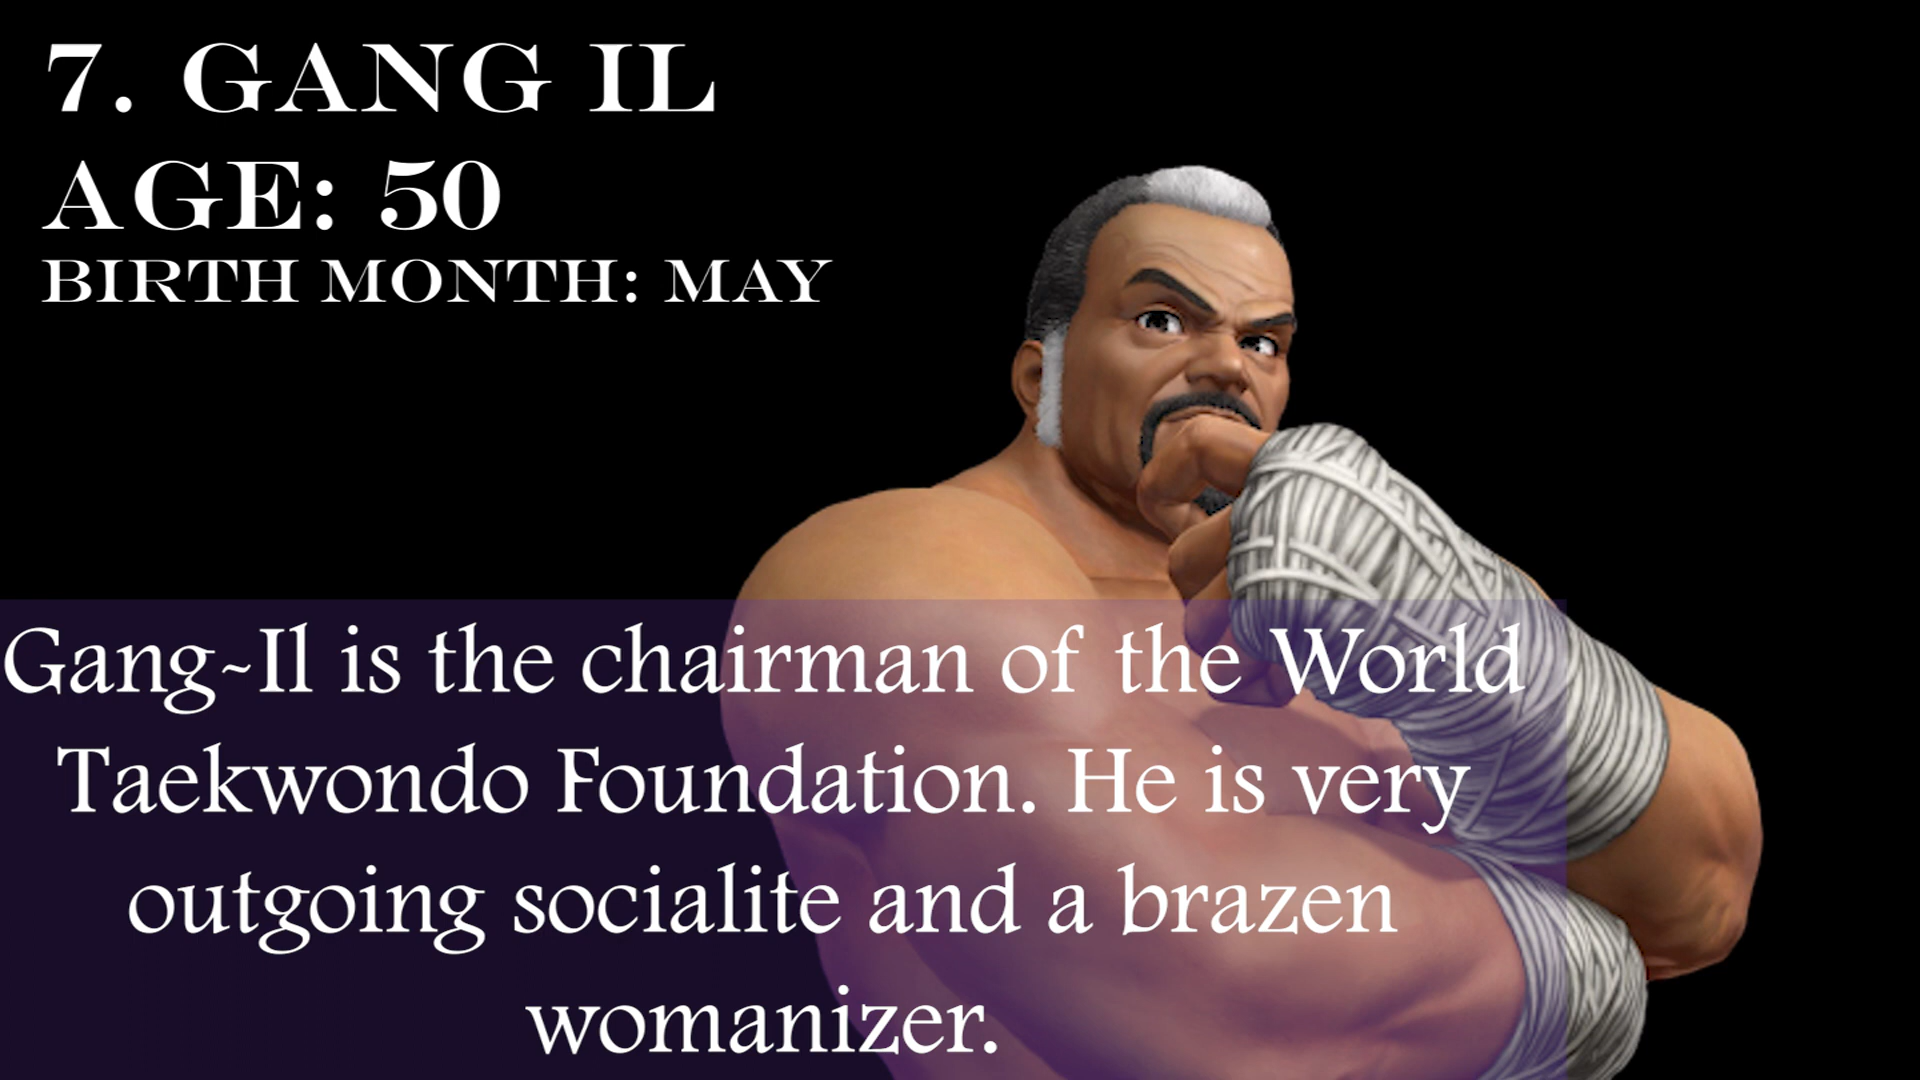 7. GANG IL
AGE: 50
BIRTH MONTH: MAY
Gang-Il is the chairman of the World
Taekwondo Foundation. He is very
outgoing socialite and a brazen
womanizer.